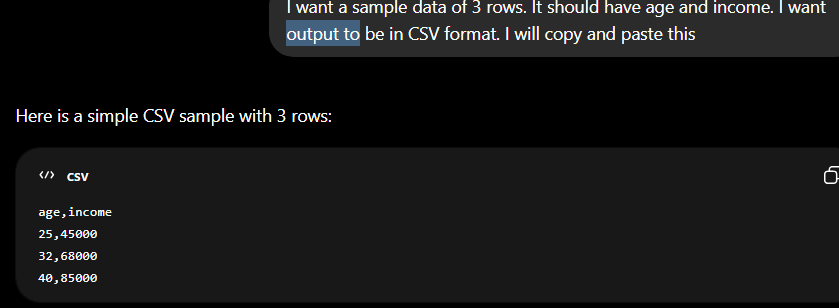 I want a sample data of 3 rows. It should have age and income. I want
output to be in CSV format. I will copy and paste this
Here is a simple CSV sample with 3 rows:
</> CSV
age,income
25,45000
32,68000
40,85000